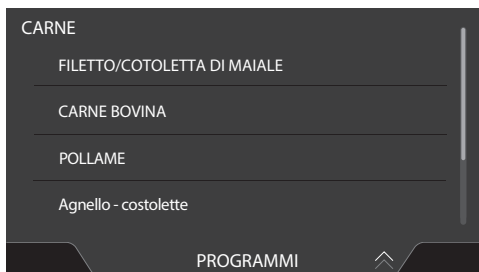 CARNE
FILETTO/COTOLETTA DI MAIALE
CARNE BOVINA
POLLAME
Agnello - costolette
PROGRAMMI